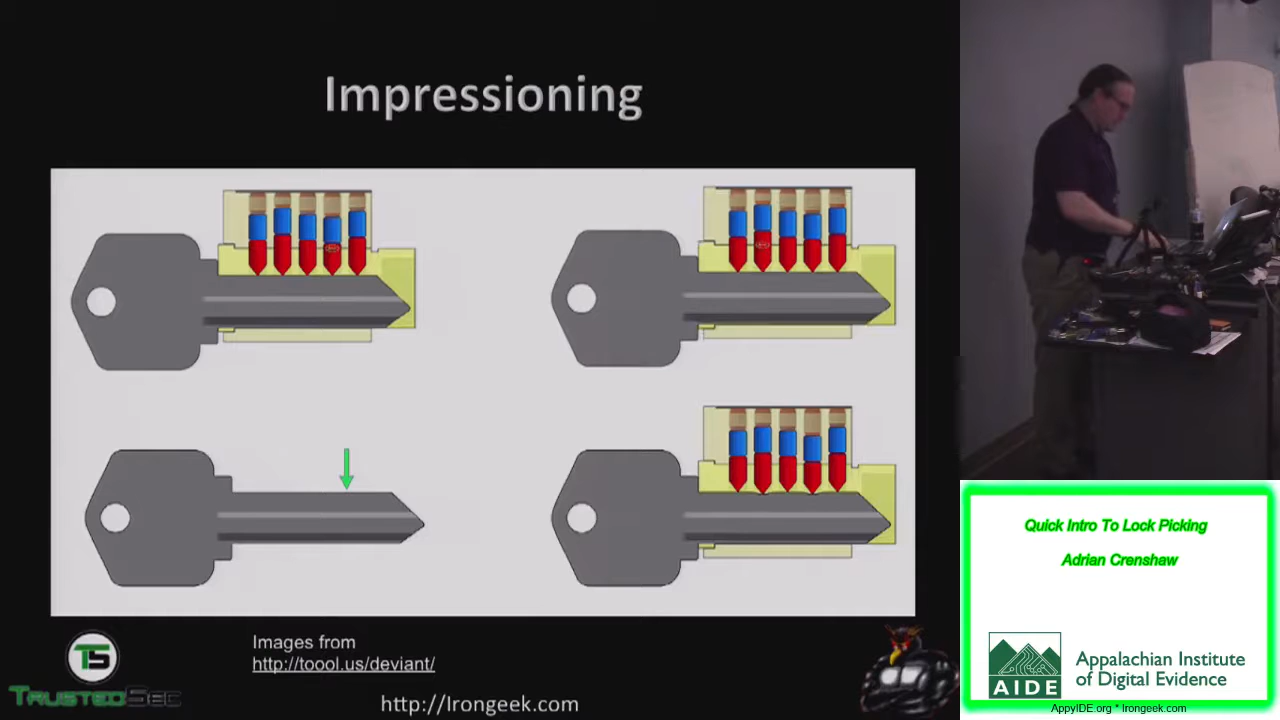 Impressioning
Images from
http://toool.us/deviant/
TS
TRUSTEDSEC
http://Irongeek.com
Quick Intro To Lock Picking
Adrian Crenshaw
AIDE
Appalachian Institute
of Digital Evidence
AppyIDE.org * Irongeek.com